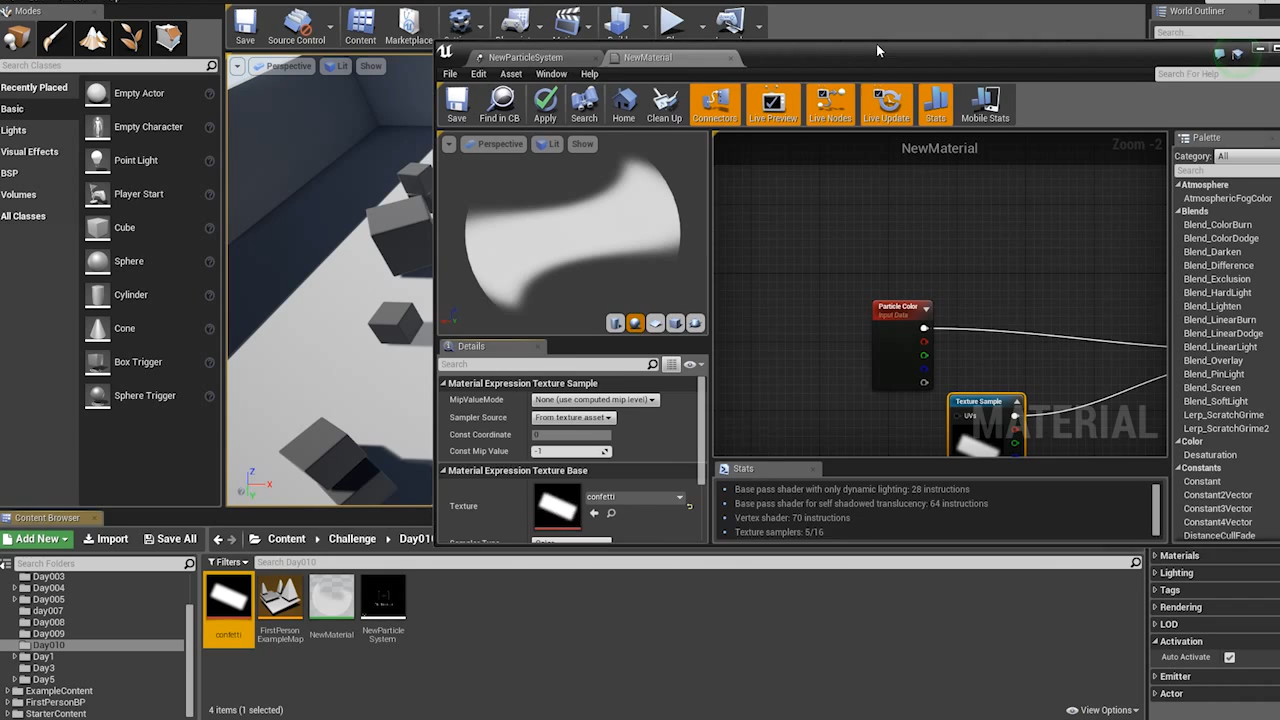 Modes
Search Classes
Recently Placed
Basic
Lights
Visual Effects
BSP
Volumes
All Classes
Empty Actor
Empty Character
Point Light
Player Start
Cube
Sphere
Cylinder
Cone
Box Trigger
Sphere Trigger
Save
Source Control
Content
Marketplace
Perspective
Lit
Show
World Outliner
Search...
NewParticleSystem
NewMaterial
File
Edit
Asset
Window
Help
Search For Help
Save
Find in CB
Apply
Search
Home
Clean Up
Connectors
Live Preview
Live Nodes
Live Update
Stats
Mobile Stats
Perspective
Lit
Show
Z
X
Y
NewMaterial
Zoom -2
Particle Color
Input Data
Texture Sample
UVs
MATERIAL
Details
Search
Material Expression Texture Sample
MipValueMode
None (use computed mip level)
Sampler Source
From texture asset
Const Coordinate
0
Const Mip Value
-1
Material Expression Texture Base
Texture
confetti
Stats
Base pass shader with only dynamic lighting: 28 instructions
Base pass shader for self shadowed translucency: 64 instructions
Vertex shader: 70 instructions
Texture samplers: 5/16
Palette
Category:
All
Search
Atmosphere
AtmosphericFogColor
Blends
Blend_ColorBurn
Blend_ColorDodge
Blend_Darken
Blend_Difference
Blend_Exclusion
Blend_HardLight
Blend_Lighten
Blend_LinearBurn
Blend_LinearDodge
Blend_LinearLight
Blend_Overlay
Blend_PinLight
Blend_Screen
Blend_SoftLight
Lerp_ScratchGrime
Lerp_ScratchGrime2
Color
Desaturation
Constants
Constant
Constant2Vector
Constant3Vector
Constant4Vector
DistanceCullFade
Content Browser
Add New
Import
Save All
Content
Challenge
Day010
Search Folders
Day003
Day004
Day005
day007
Day008
Day009
Day010
Day1
Day3
Day5
ExampleContent
FirstPersonBP
StarterContent
Filters
Search Day010
confetti
FirstPerson
ExampleMap
NewMaterial
NewParticle
System
4 items (1 selected)
View Options
Materials
Lighting
Tags
Rendering
LOD
Activation
Auto Activate
Emitter
Actor